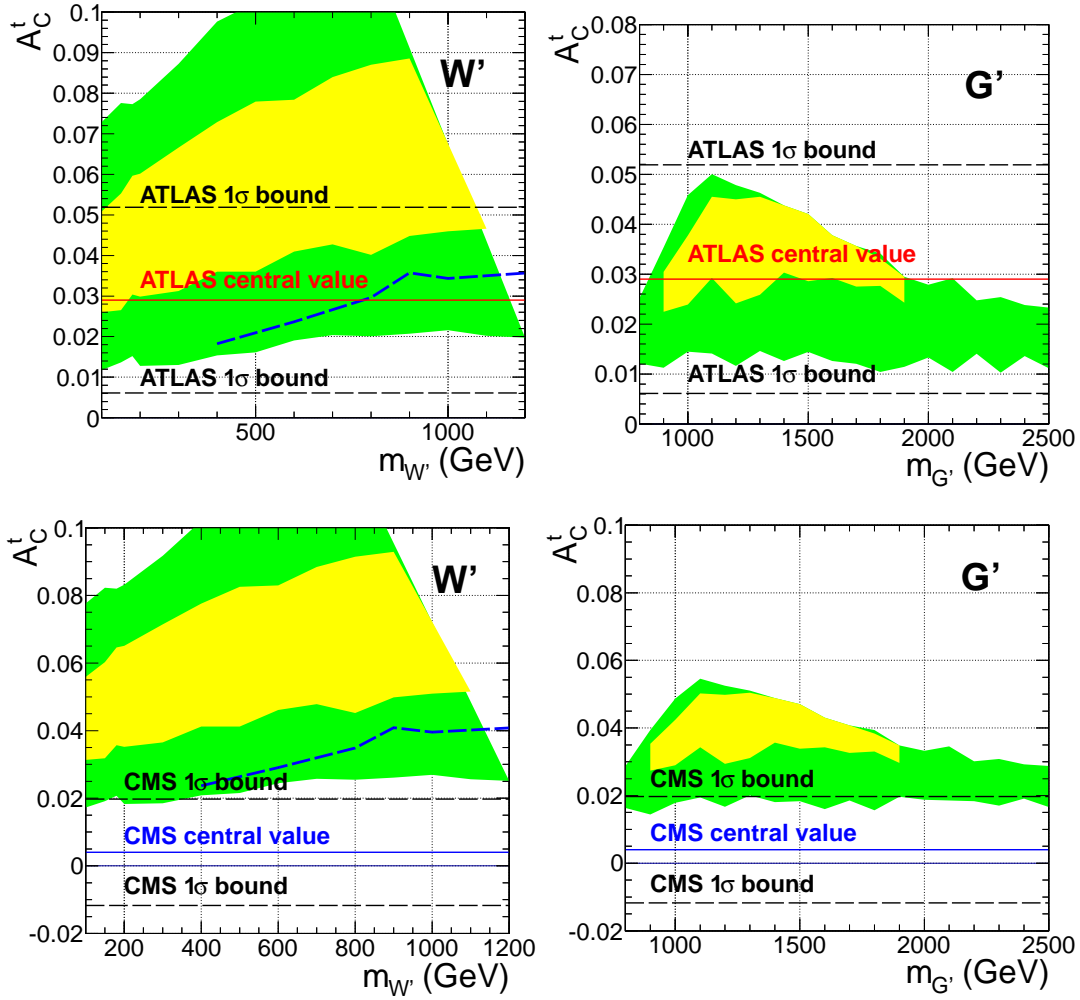 A_C^t
0.1
0.09
0.08
0.07
0.06
0.05
0.04
0.03
0.02
0.01
0
W'
ATLAS 1σ bound
ATLAS central value
ATLAS 1σ bound
500
1000
m_W' (GeV)
A_C^t
0.08
0.07
0.06
0.05
0.04
0.03
0.02
0.01
0
G'
ATLAS 1σ bound
ATLAS central value
ATLAS 1σ bound
1000
1500
2000
2500
m_G' (GeV)
A_C^t
0.1
0.08
0.06
0.04
0.02
0
-0.02
W'
CMS 1σ bound
CMS central value
CMS 1σ bound
200
400
600
800
1000
1200
m_W' (GeV)
A_C^t
0.1
0.08
0.06
0.04
0.02
0
-0.02
G'
CMS 1σ bound
CMS central value
CMS 1σ bound
1000
1500
2000
2500
m_G' (GeV)